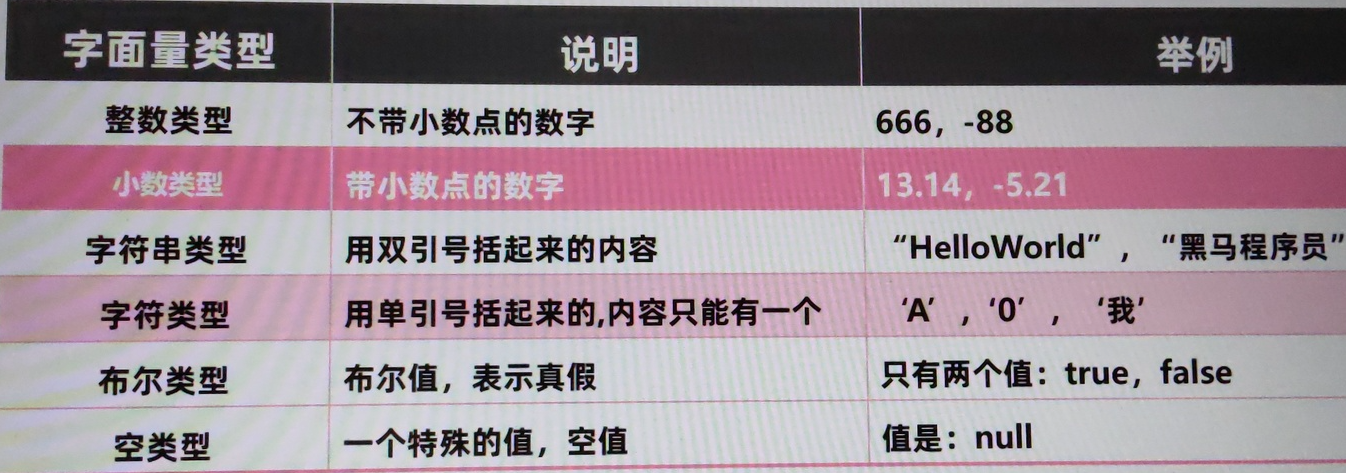 字面量类型 说明 举例
整数类型 不带小数点的数字 666，-88
小数类型 带小数点的数字 13.14，-5.21
字符串类型 用双引号括起来的内容 “HelloWorld”，“黑马程序员”
字符类型 用单引号括起来的,内容只能有一个 ‘A’，‘0’，‘我’
布尔类型 布尔值，表示真假 只有两个值：true，false
空类型 一个特殊的值，空值 值是：null